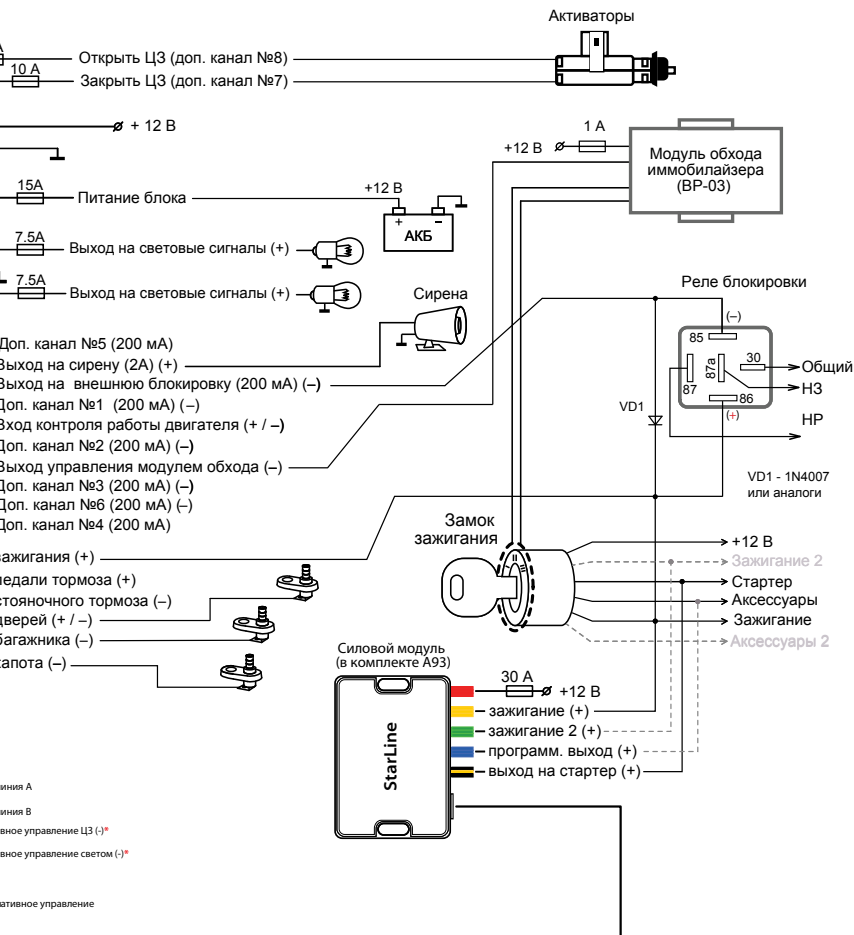 Активаторы
Открыть ЦЗ (доп. канал №8)
10 А
Закрыть ЦЗ (доп. канал №7)
+ 12 В
1 А
+12 В
Модуль обхода
иммобилайзера
(BP-03)
15А
Питание блока
+12 В
+ –
АКБ
7.5А
Выход на световые сигналы (+)
7.5А
Выход на световые сигналы (+)
Сирена
Реле блокировки
(–)
85
30
87а
87
86
(+)
Общий
НЗ
НР
VD1
VD1 - 1N4007
или аналоги
Доп. канал №5 (200 мА)
Выход на сирену (2А) (+)
Выход на внешнюю блокировку (200 мА) (–)
Доп. канал №1 (200 мА) (–)
Вход контроля работы двигателя (+ / –)
Доп. канал №2 (200 мА) (–)
Выход управления модулем обхода (–)
Доп. канал №3 (200 мА) (–)
Доп. канал №6 (200 мА) (–)
Доп. канал №4 (200 мА)
зажигания (+)
педали тормоза (+)
стояночного тормоза (–)
дверей (+ / –)
багажника (–)
капота (–)
Замок
зажигания
I II III
+12 В
Зажигание 2
Стартер
Аксессуары
Зажигание
Аксессуары 2
Силовой модуль
(в комплекте А93)
StarLine
30 А
+12 В
зажигание (+)
зажигание 2 (+)
программ. выход (+)
выход на стартер (+)
иния А
иния В
вное управление ЦЗ (-)*
вное управление светом (-)*
ативное управление